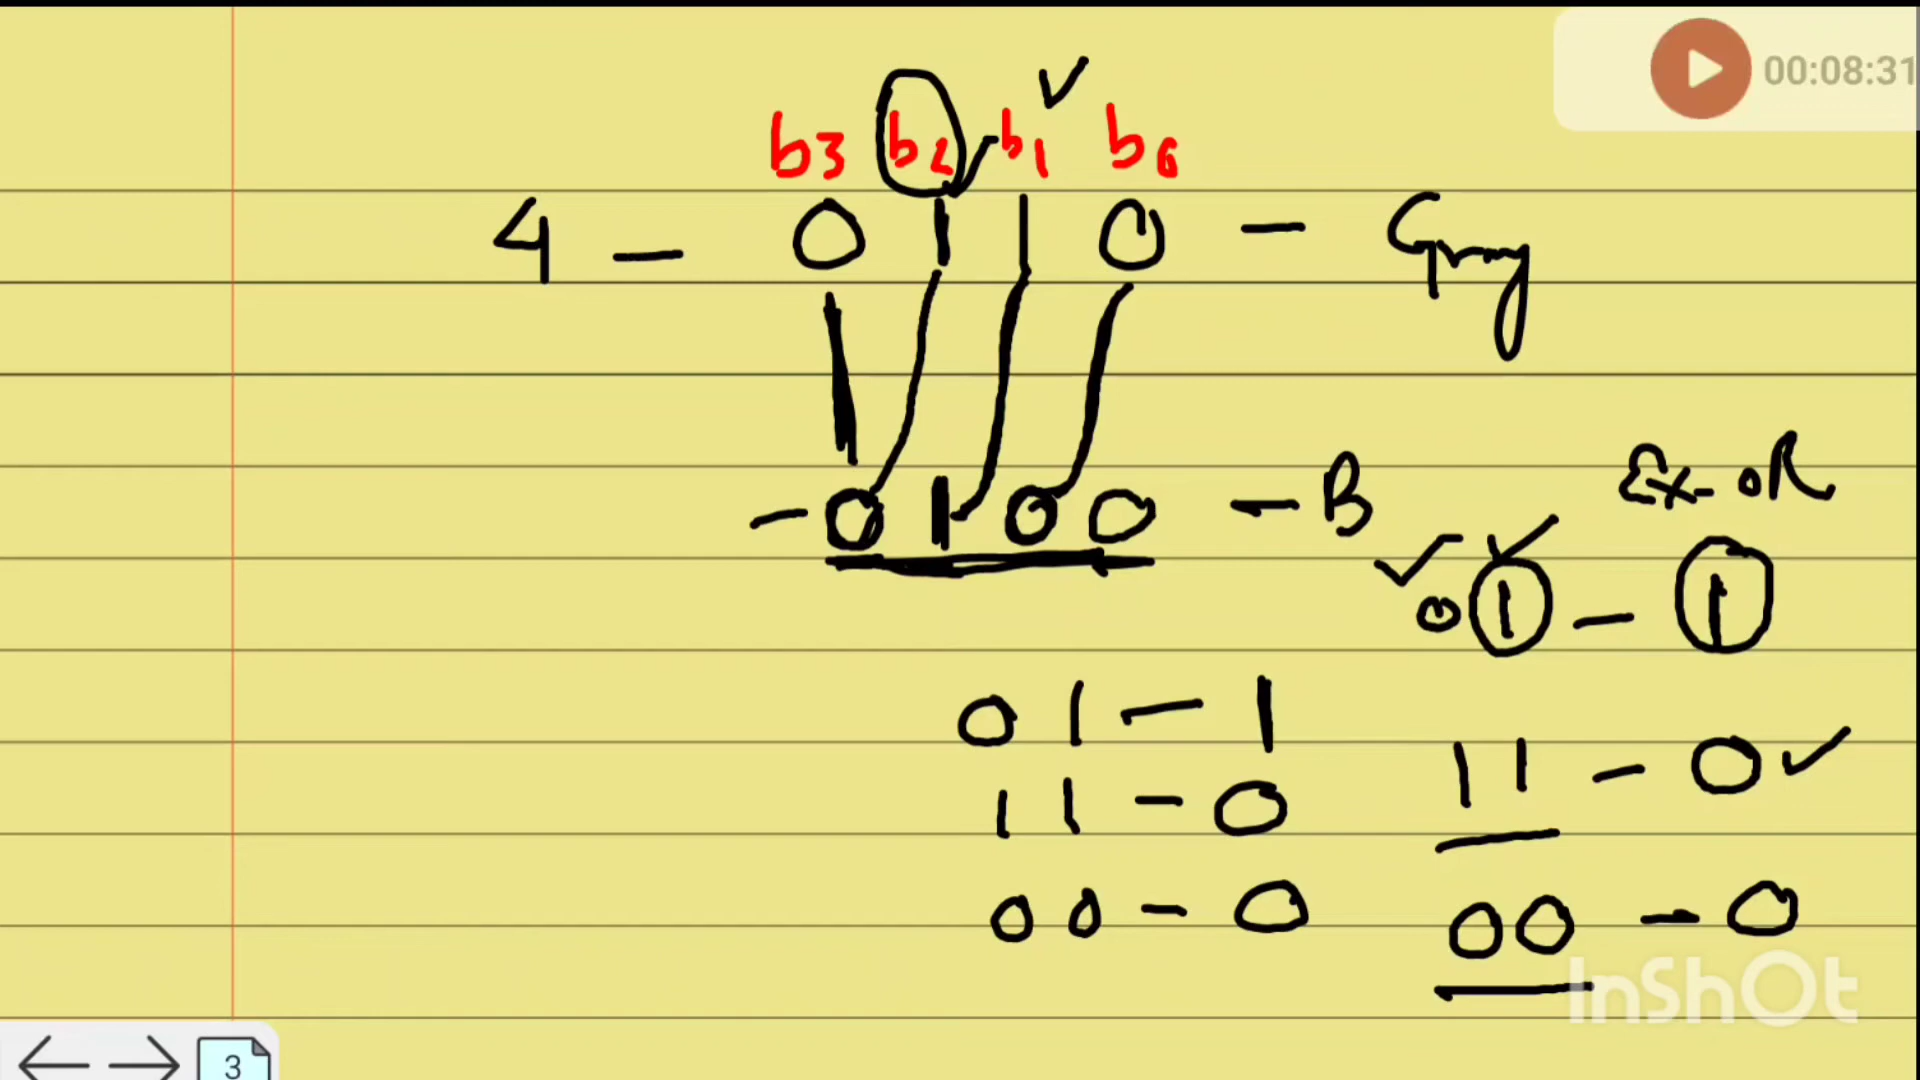 00:08:31
b3 b2 b1 b0
4 - 0 1 1 0 - Gray
- 0 1 0 0 - B
Ex-OR
0 1 - 1
0 1 - 1
1 1 - 0
1 1 - 0
0 0 - 0
0 0 - 0
InShOt
3